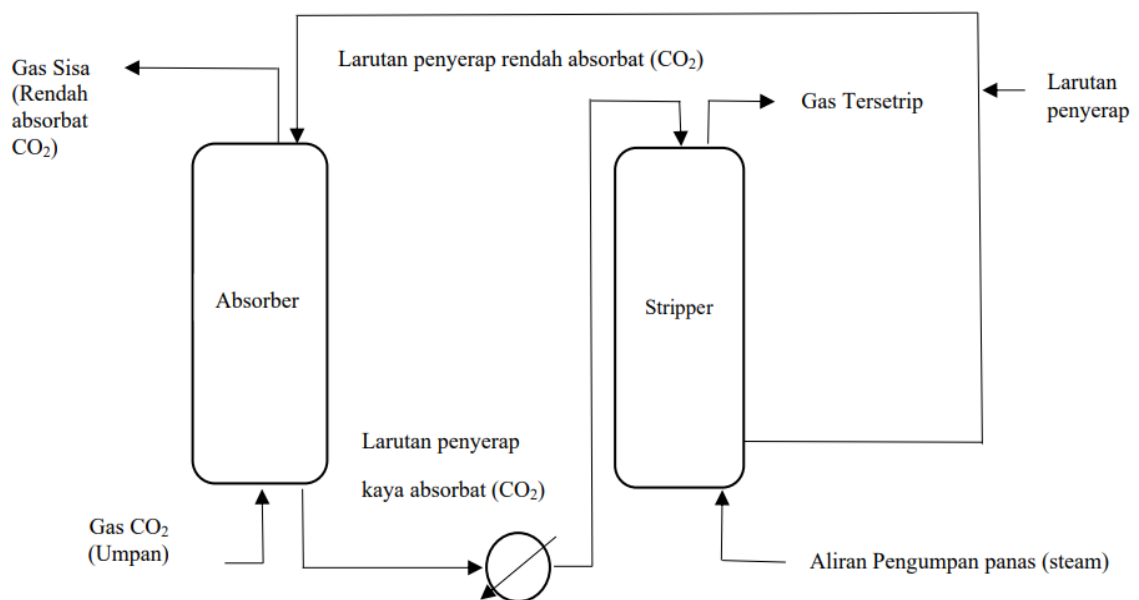 Larutan penyerap rendah absorbat (CO₂)
Gas Sisa
(Rendah
absorbat
CO₂)
Gas Tersetrip
Larutan
penyerap
Absorber
Stripper
Larutan penyerap
kaya absorbat (CO₂)
Gas CO₂
(Umpan)
Aliran Pengumpan panas (steam)